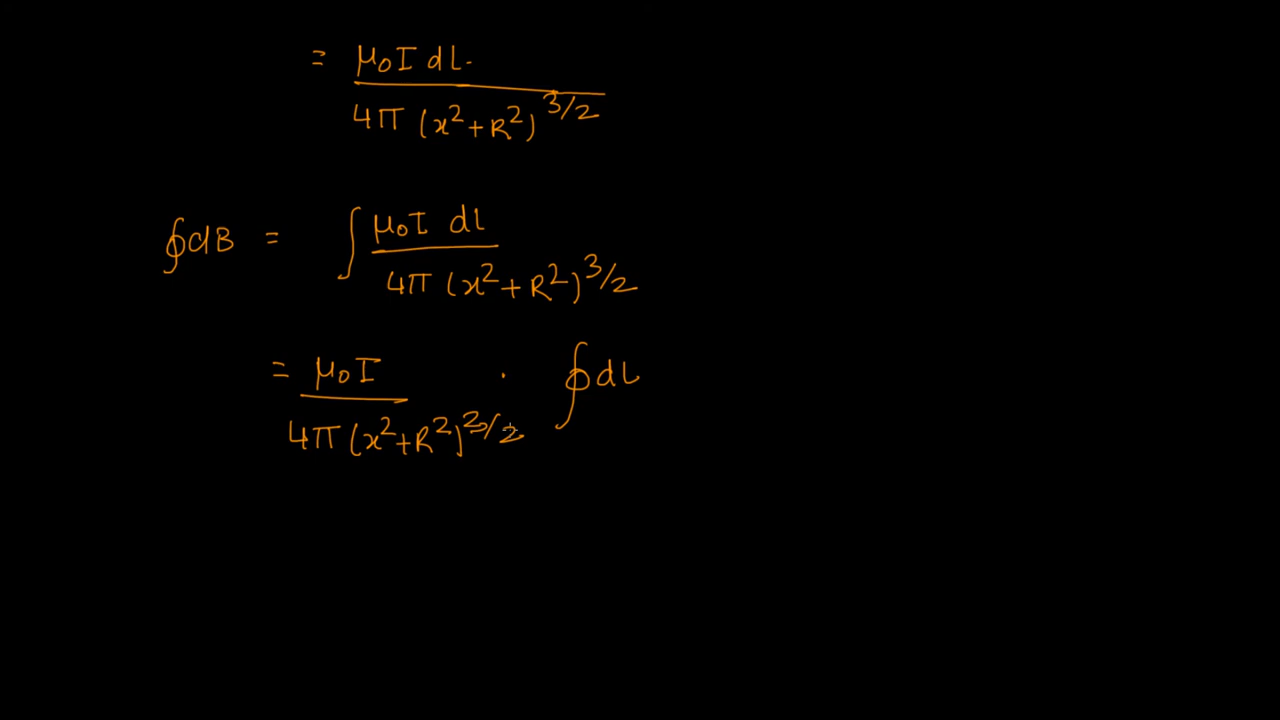 = μ₀I dl.
4π (x²+R²)^3/2
∮dB = ∫ μ₀I dl
4π (x²+R²)^3/2
= μ₀I . ∮dl
4π(x²+R²)^3/2